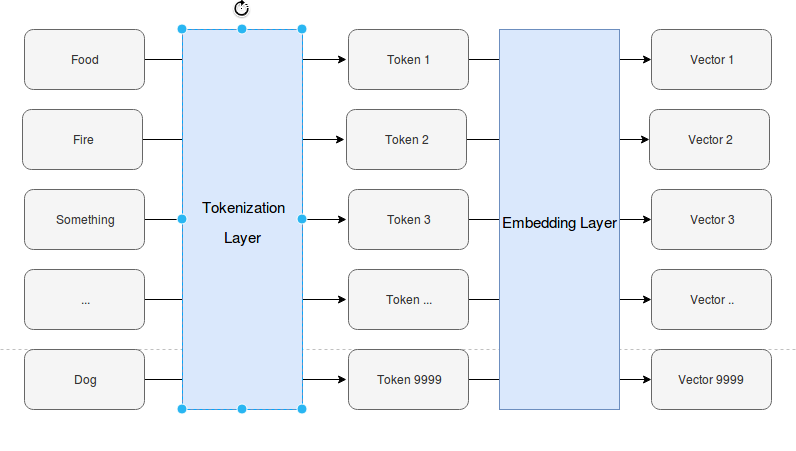 Food
Token 1
Vector 1
Fire
Token 2
Vector 2
Tokenization
Layer
Something
Token 3
Embedding Layer
Vector 3
...
Token ...
Vector ..
Dog
Token 9999
Vector 9999